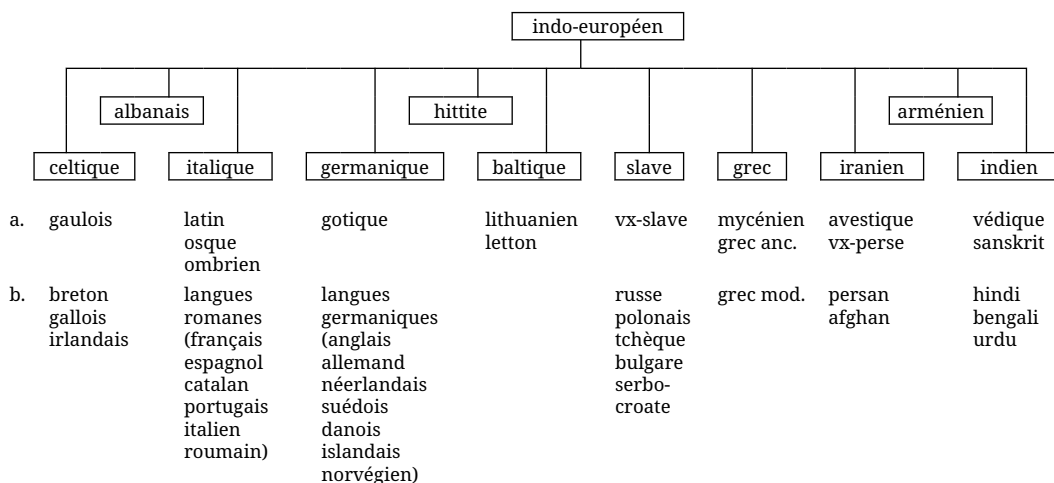 indo-européen
albanais
hittite
arménien
celtique
italique
germanique
baltique
slave
grec
iranien
indien
a.
gaulois
latin
osque
ombrien
gotique
lithuanien
letton
vx-slave
mycénien
grec anc.
avestique
vx-perse
védique
sanskrit
b.
breton
gallois
irlandais
langues
romanes
(français
espagnol
catalan
portugais
italien
roumain)
langues
germaniques
(anglais
allemand
néerlandais
suédois
danois
islandais
norvégien)
russe
polonais
tchèque
bulgare
serbo-
croate
grec mod.
persan
afghan
hindi
bengali
urdu